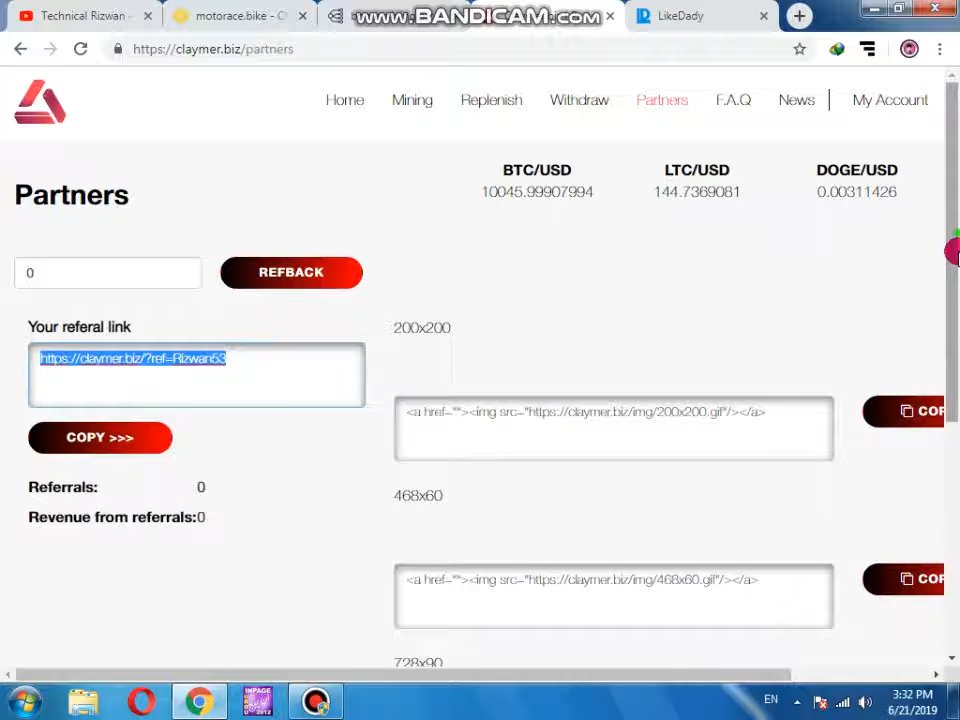 Technical Rizwan -
motorace.bike - C
WWW.BANDICAM.COM
LikeDady
https://claymer.biz/partners
Home Mining Replenish Withdraw Partners F.A.Q News My Account
BTC/USD LTC/USD DOGE/USD
10045.99907994 144.7369081 0.00311426
Partners
0 REFBACK
Your referal link
200x200
https://claymer.biz/?ref=Rizwan53
<a href=""><img src="https://claymer.biz/img/200x200.gif"/></a>
COP
COPY >>>
Referrals: 0
468x60
Revenue from referrals:0
<a href=""><img src="https://claymer.biz/img/468x60.gif"/></a>
COP
728x90
INPAGE
2012
EN
3:32 PM
6/21/2019